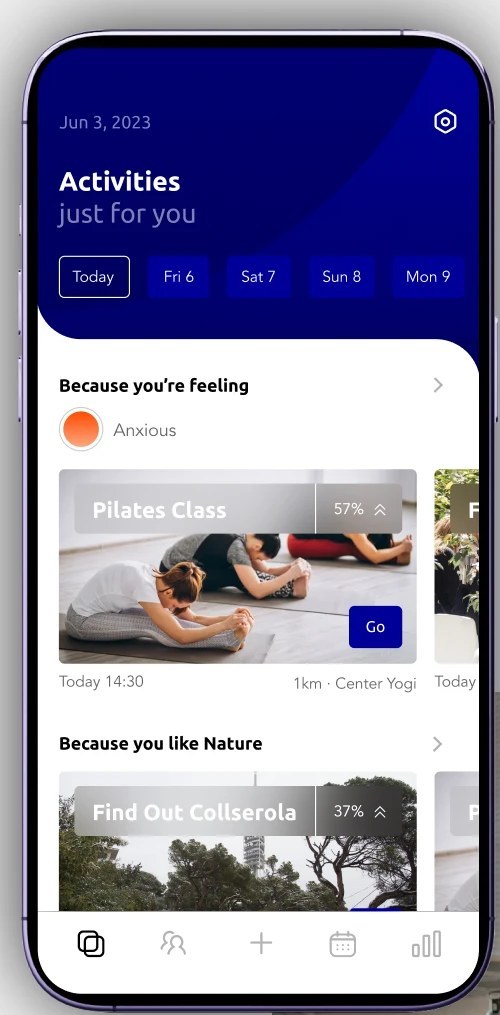 Jun 3, 2023
Activities
just for you
Today Fri 6 Sat 7 Sun 8 Mon 9
Because you're feeling
Anxious
Pilates Class 57% F
Go
Today 14:30 1km · Center Yogi Today
Because you like Nature
Find Out Collserola 37% P